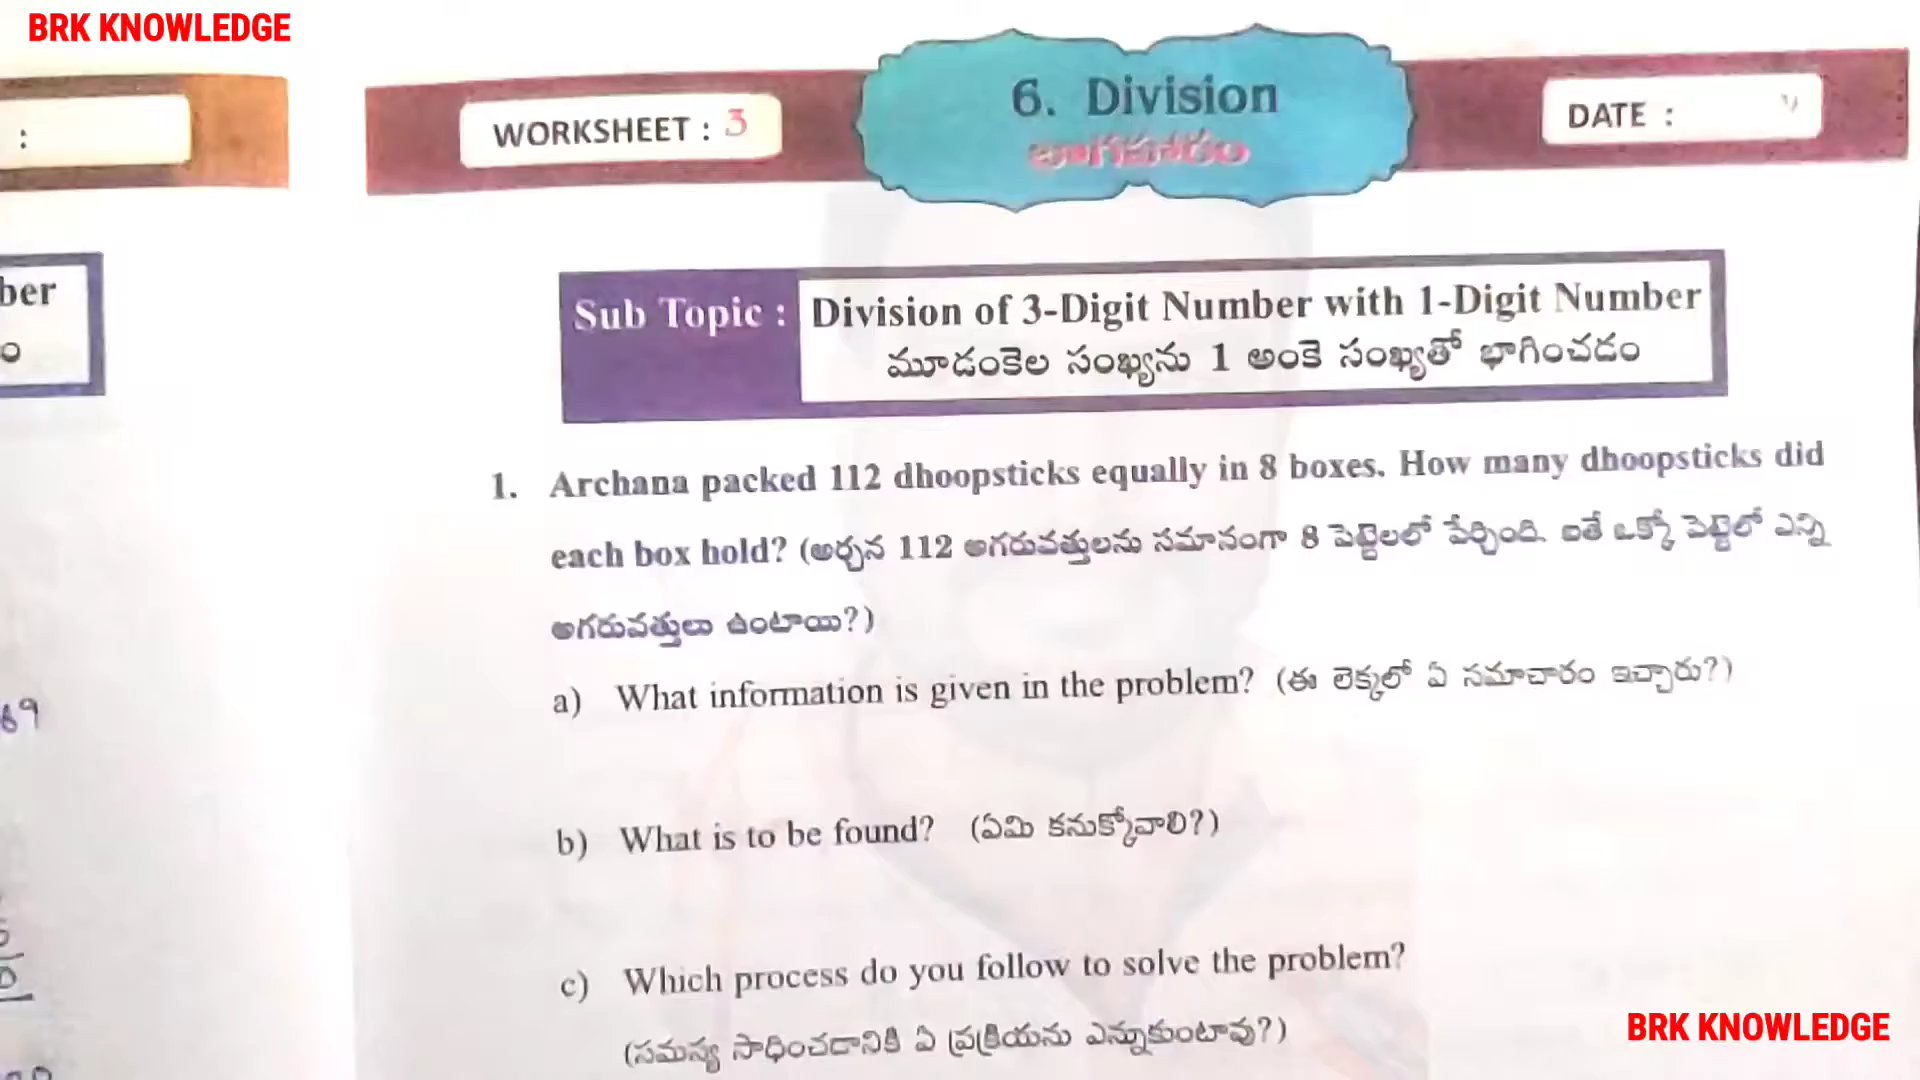 BRK KNOWLEDGE
:
WORKSHEET : 3
6. Division
భాగహారం
DATE :
ber
ం
Sub Topic : Division of 3-Digit Number with 1-Digit Number
మూడంకెల సంఖ్యను 1 అంకె సంఖ్యతో భాగించడం
1. Archana packed 112 dhoopsticks equally in 8 boxes. How many dhoopsticks did
each box hold? (అర్చన 112 అగరువత్తులను సమానంగా 8 పెట్టెలలో పేర్చింది. ఐతే ఒక్కో పెట్టెలో ఎన్ని
అగరువత్తులు ఉంటాయి?)
a) What information is given in the problem? (ఈ లెక్కలో ఏ సమాచారం ఇచ్చారు?)
69
b) What is to be found? (ఏమి కనుక్కోవాలి?)
c) Which process do you follow to solve the problem?
(సమస్య సాధించడానికి ఏ ప్రక్రియను ఎన్నుకుంటావు?)
BRK KNOWLEDGE